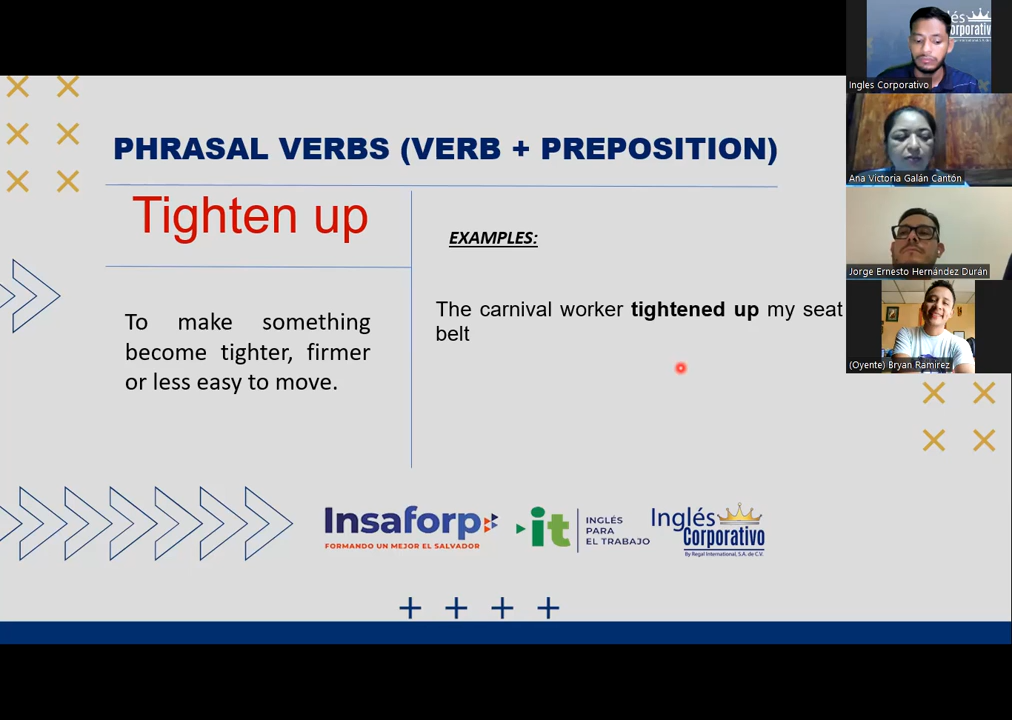 PHRASAL VERBS (VERB + PREPOSITION)
Tighten up
To make something
become tighter, firmer
or less easy to move.
EXAMPLES:
The carnival worker tightened up my seat
belt
Insaforp
FORMANDO UN MEJOR EL SALVADOR
it
INGLÉS
PARA
EL TRABAJO
Inglés
Corporativo
By Regal International, S.A. de C.V.
Ingles Corporativo
Ana Victoria Galán Cantón
Jorge Ernesto Hernández Durán
(Oyente) Bryan Ramirez